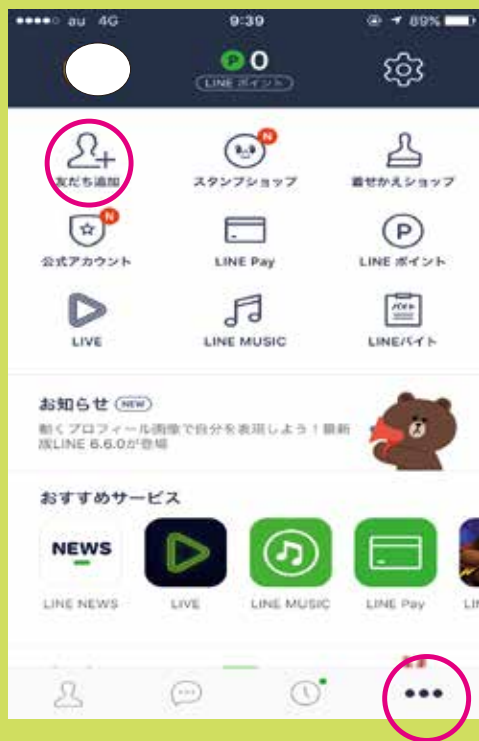 au 4G 9:39 89%
P 0
LINE ポイント
友だち追加 N スタンプショップ 着せかえショップ
N 公式アカウント LINE Pay P LINE ポイント
LIVE LINE MUSIC LINEバイト
お知らせ NEW
動くプロフィール画像で自分を表現しよう!最新
版LINE 6.6.0が登場
おすすめサービス
NEWS
LINE NEWS LIVE LINE MUSIC LINE Pay LI